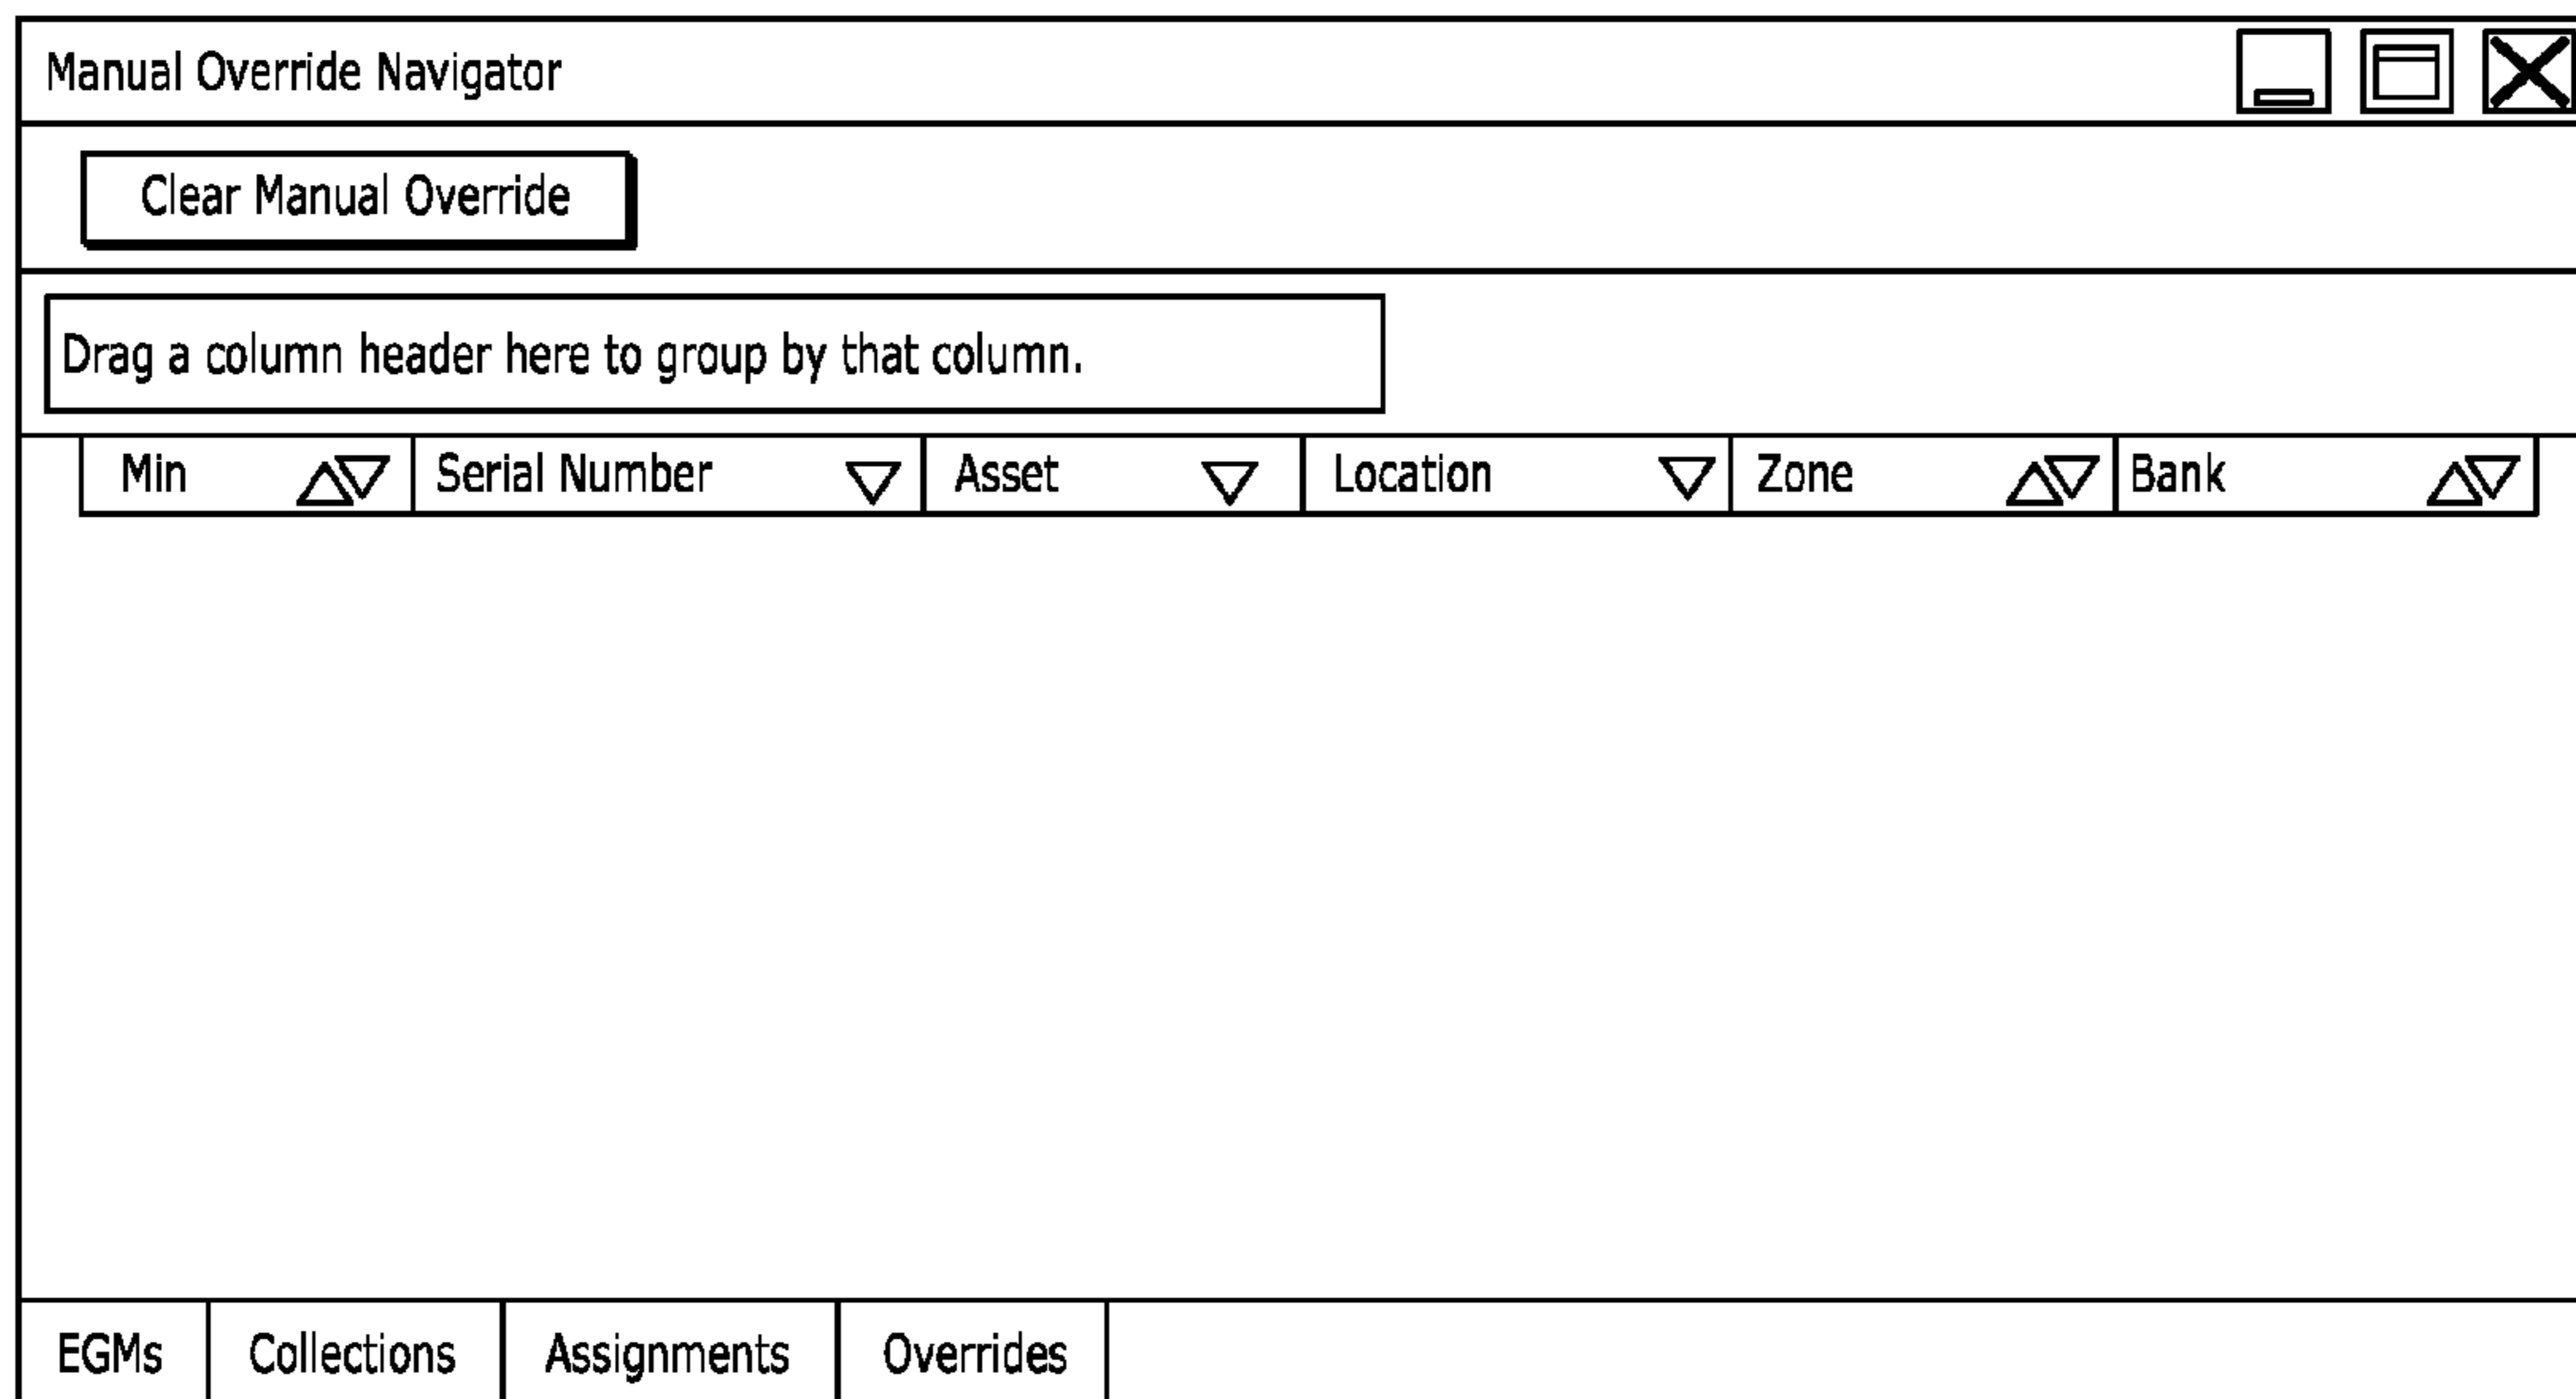 Manual Override Navigator
Clear Manual Override
Drag a column header here to group by that column.
Min Serial Number Asset Location Zone Bank
EGMs Collections Assignments Overrides